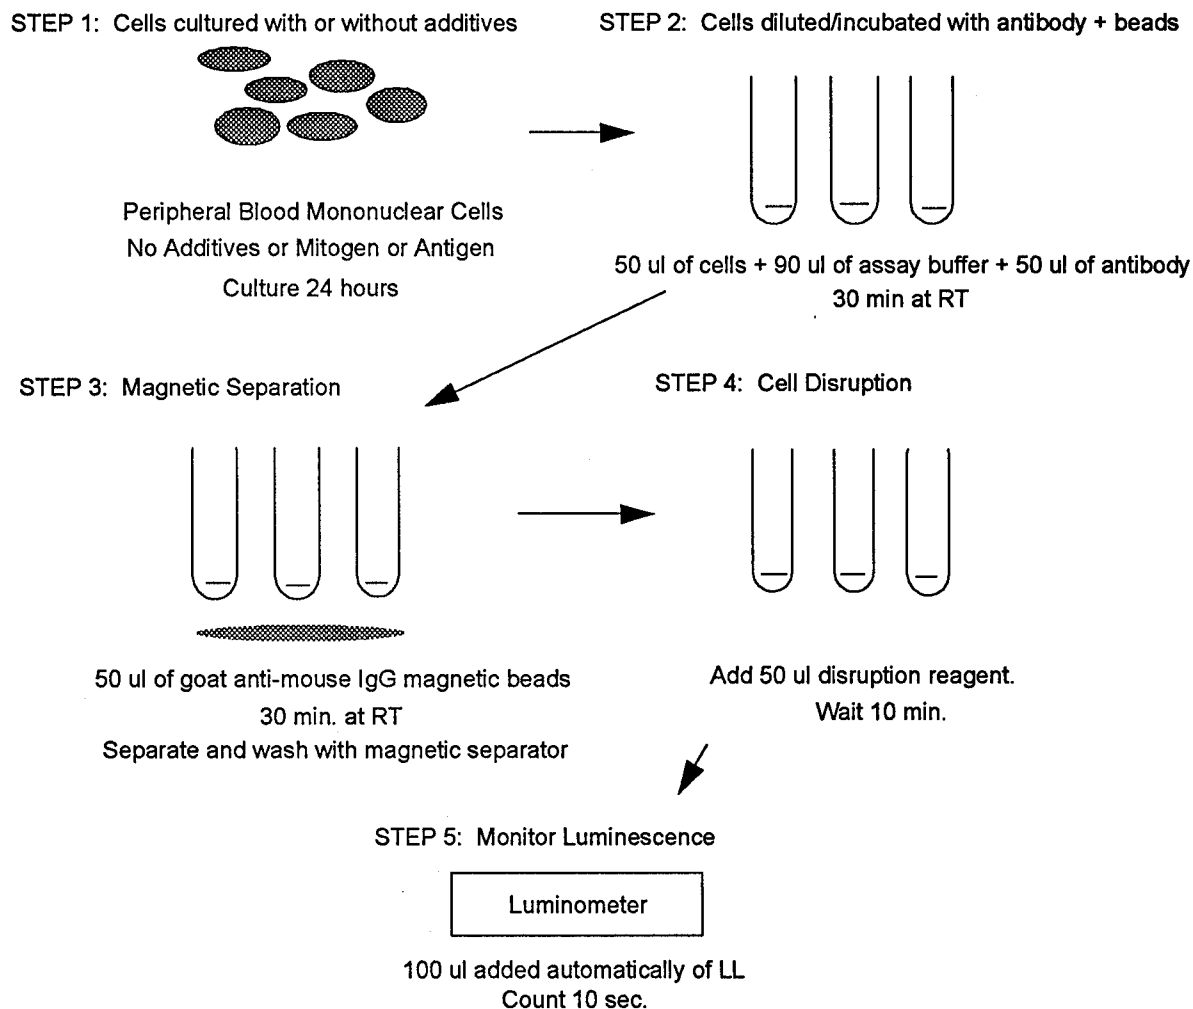 STEP 1: Cells cultured with or without additives
Peripheral Blood Mononuclear Cells
No Additives or Mitogen or Antigen
Culture 24 hours
STEP 2: Cells diluted/incubated with antibody + beads
50 ul of cells + 90 ul of assay buffer + 50 ul of antibody
30 min at RT
STEP 3: Magnetic Separation
50 ul of goat anti-mouse IgG magnetic beads
30 min. at RT
Separate and wash with magnetic separator
STEP 4: Cell Disruption
Add 50 ul disruption reagent.
Wait 10 min.
STEP 5: Monitor Luminescence
Luminometer
100 ul added automatically of LL
Count 10 sec.